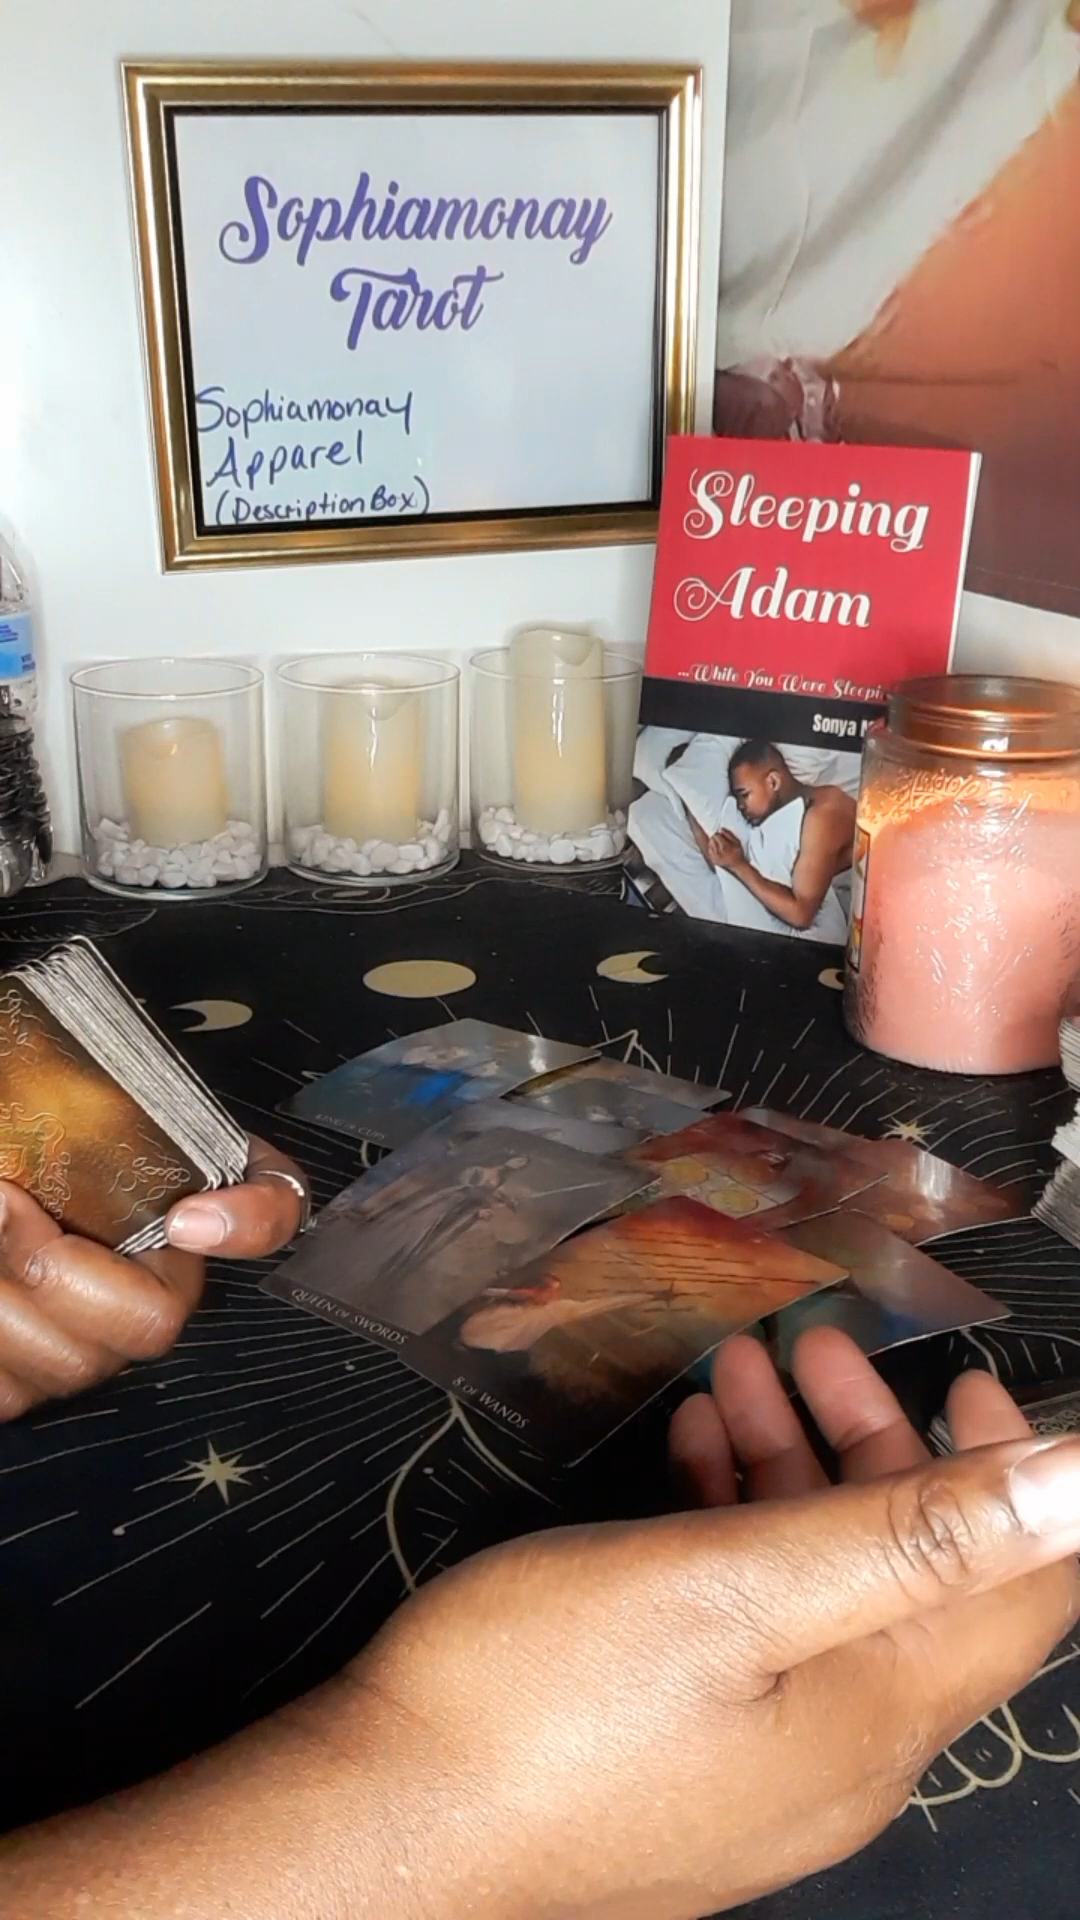 Sophiamonay
Tarot
Sophiamonay
Apparel
(Description Box)
Sleeping
Adam
...While You Were
Sonya
KING OF CUPS
QUEEN OF SWORDS
8 OF WANDS